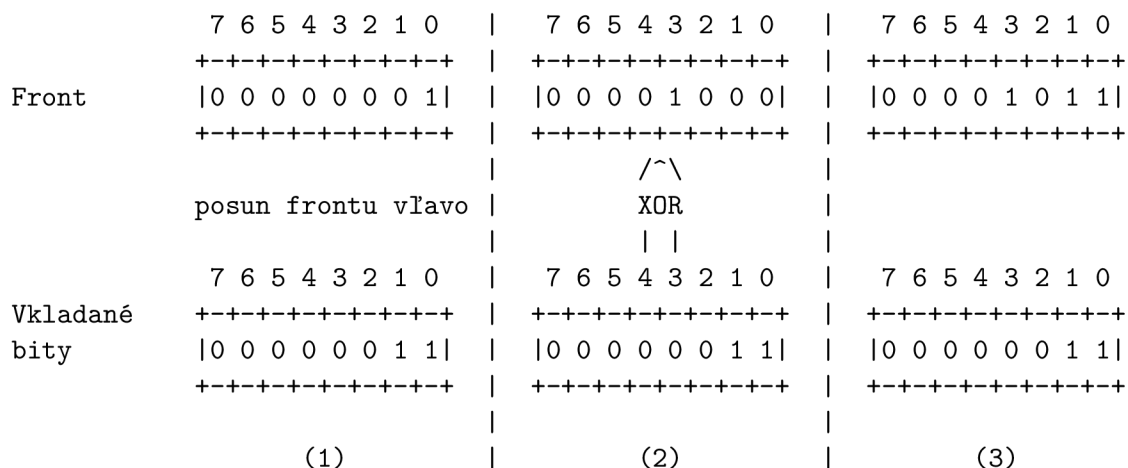 7 6 5 4 3 2 1 0   |   7 6 5 4 3 2 1 0   |   7 6 5 4 3 2 1 0
            +-+-+-+-+-+-+-+-+  |  +-+-+-+-+-+-+-+-+  |  +-+-+-+-+-+-+-+-+
Front       |0 0 0 0 0 0 0 1|  |  |0 0 0 0 1 0 0 0|  |  |0 0 0 0 1 0 1 1|
            +-+-+-+-+-+-+-+-+  |  +-+-+-+-+-+-+-+-+  |  +-+-+-+-+-+-+-+-+
                               |         /^\         |
            posun frontu vľavo |         XOR         |
                               |         | |         |
             7 6 5 4 3 2 1 0   |   7 6 5 4 3 2 1 0   |   7 6 5 4 3 2 1 0
Vkladané    +-+-+-+-+-+-+-+-+  |  +-+-+-+-+-+-+-+-+  |  +-+-+-+-+-+-+-+-+
bity        |0 0 0 0 0 0 1 1|  |  |0 0 0 0 0 0 1 1|  |  |0 0 0 0 0 0 1 1|
            +-+-+-+-+-+-+-+-+  |  +-+-+-+-+-+-+-+-+  |  +-+-+-+-+-+-+-+-+
                               |                     |
                   (1)         |         (2)         |         (3)